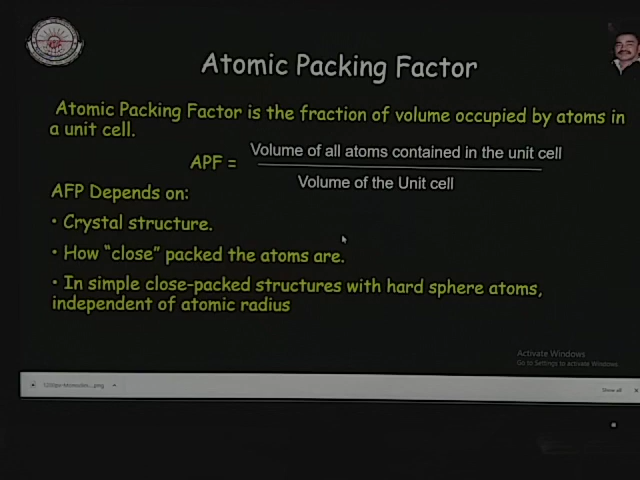 Atomic Packing Factor
Atomic Packing Factor is the fraction of volume occupied by atoms in
a unit cell.
APF = Volume of all atoms contained in the unit cell
Volume of the Unit cell
AFP Depends on:
• Crystal structure.
• How “close” packed the atoms are.
• In simple close-packed structures with hard sphere atoms,
independent of atomic radius
Activate Windows
Go to Settings to activate Windows.
Show all